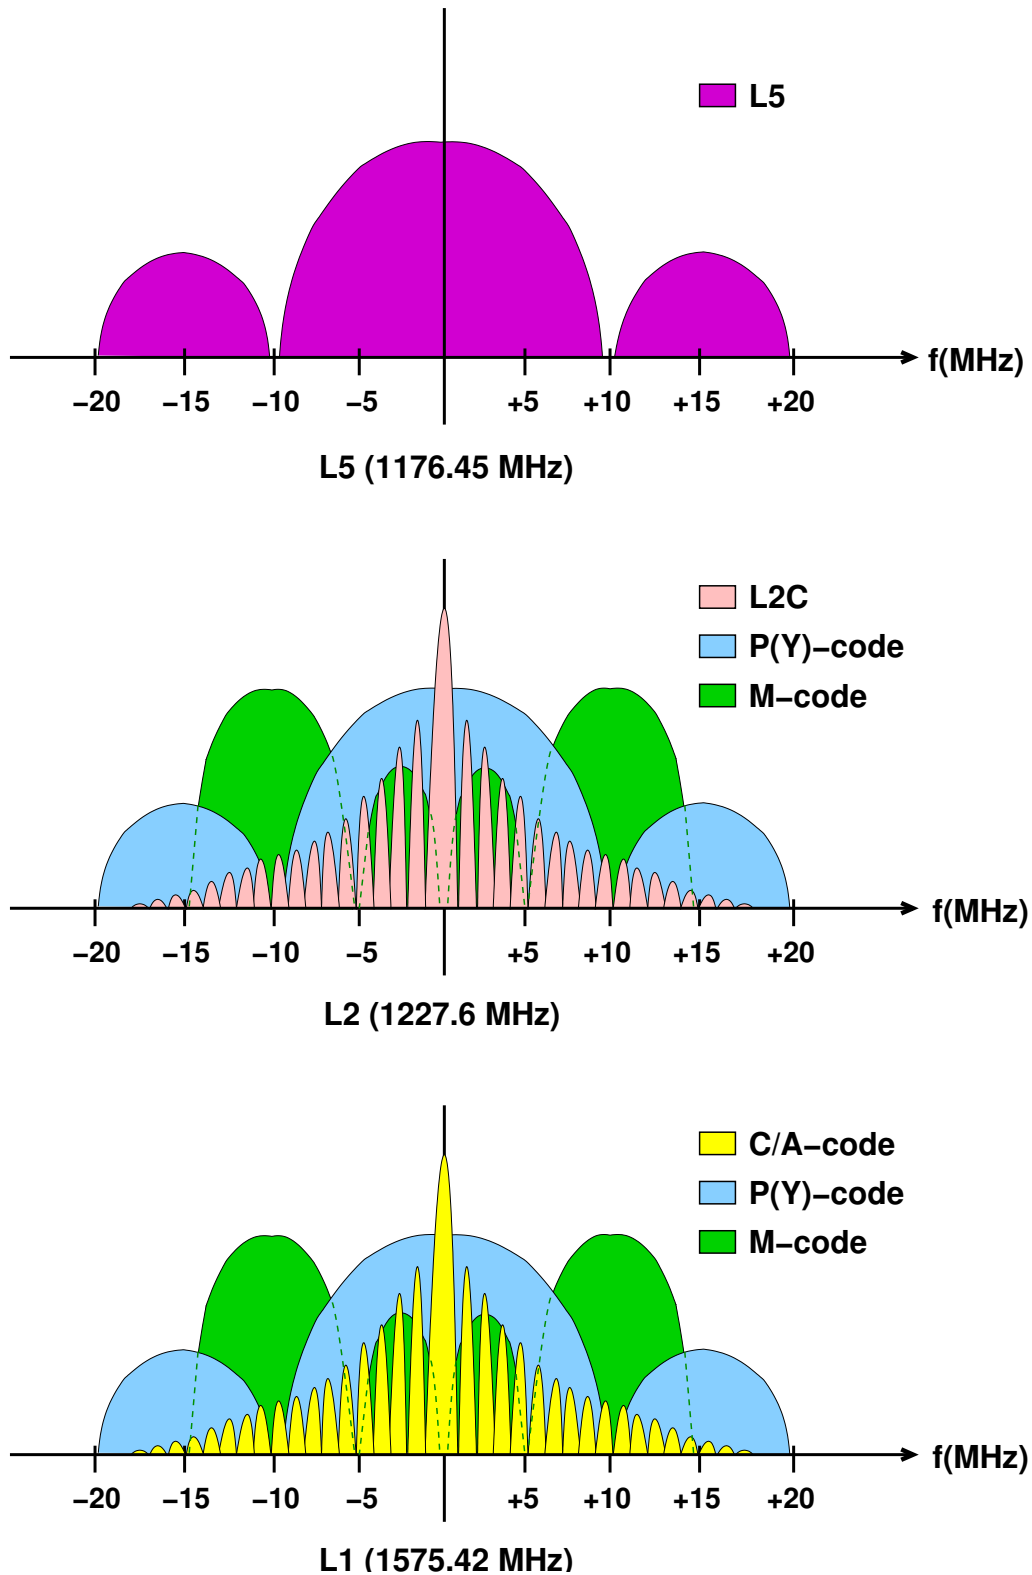 L5
f(MHz)
−20 −15 −10 −5 +5 +10 +15 +20
L5 (1176.45 MHz)
L2C
P(Y)−code
M−code
f(MHz)
−20 −15 −10 −5 +5 +10 +15 +20
L2 (1227.6 MHz)
C/A−code
P(Y)−code
M−code
f(MHz)
−20 −15 −10 −5 +5 +10 +15 +20
L1 (1575.42 MHz)